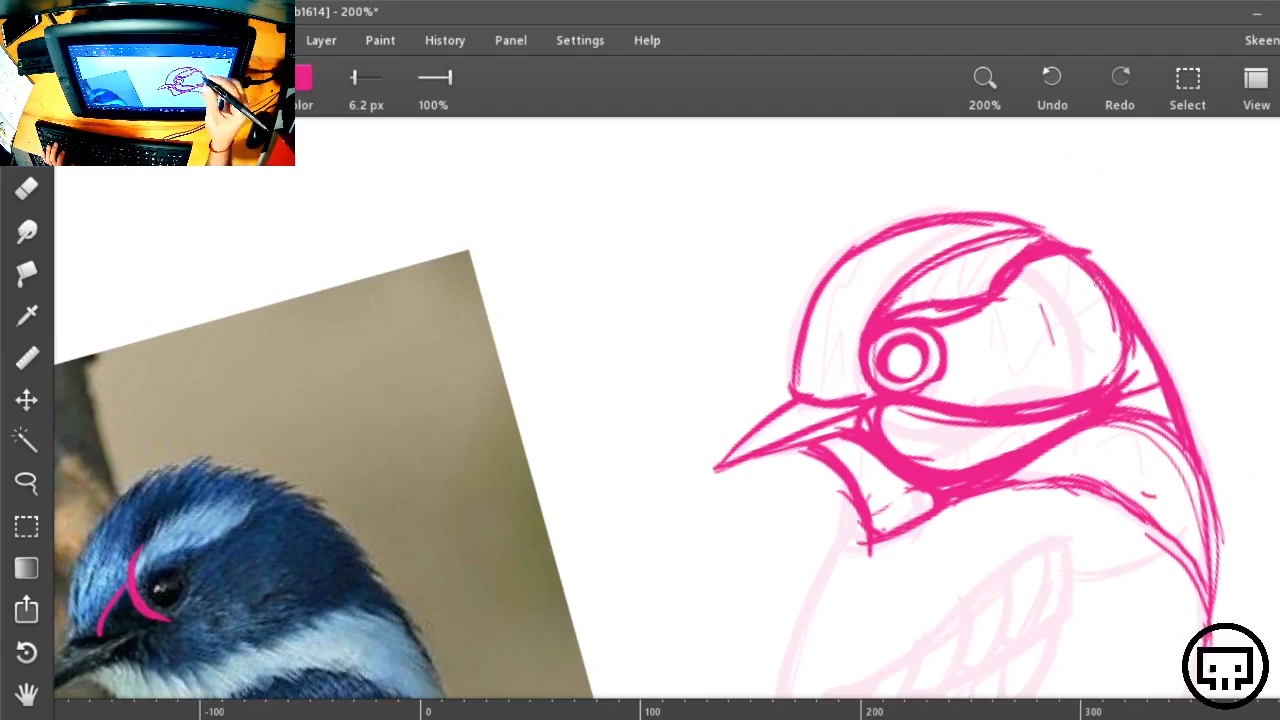 b1614] - 200%*
Layer Paint History Panel Settings Help Skeen
olor 6.2 px 100% 200% Undo Redo Select View
-100 0 100 200 300